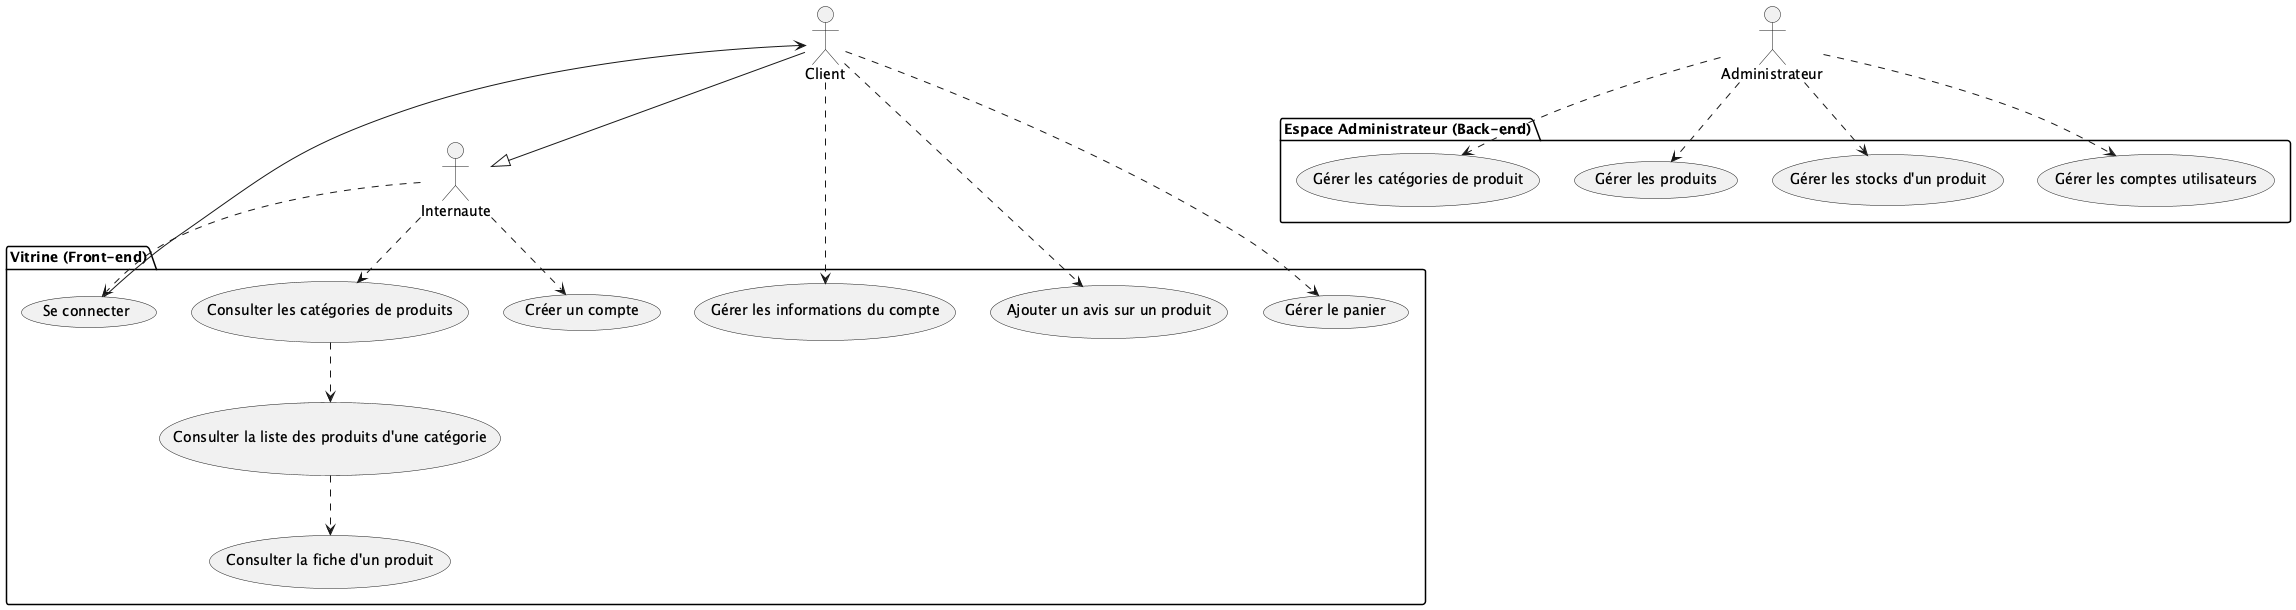 Client
Administrateur
Espace Administrateur (Back-end)
Gérer les catégories de produit
Gérer les produits
Gérer les stocks d'un produit
Gérer les comptes utilisateurs
Internaute
Vitrine (Front-end)
Se connecter
Consulter les catégories de produits
Créer un compte
Gérer les informations du compte
Ajouter un avis sur un produit
Gérer le panier
Consulter la liste des produits d'une catégorie
Consulter la fiche d'un produit